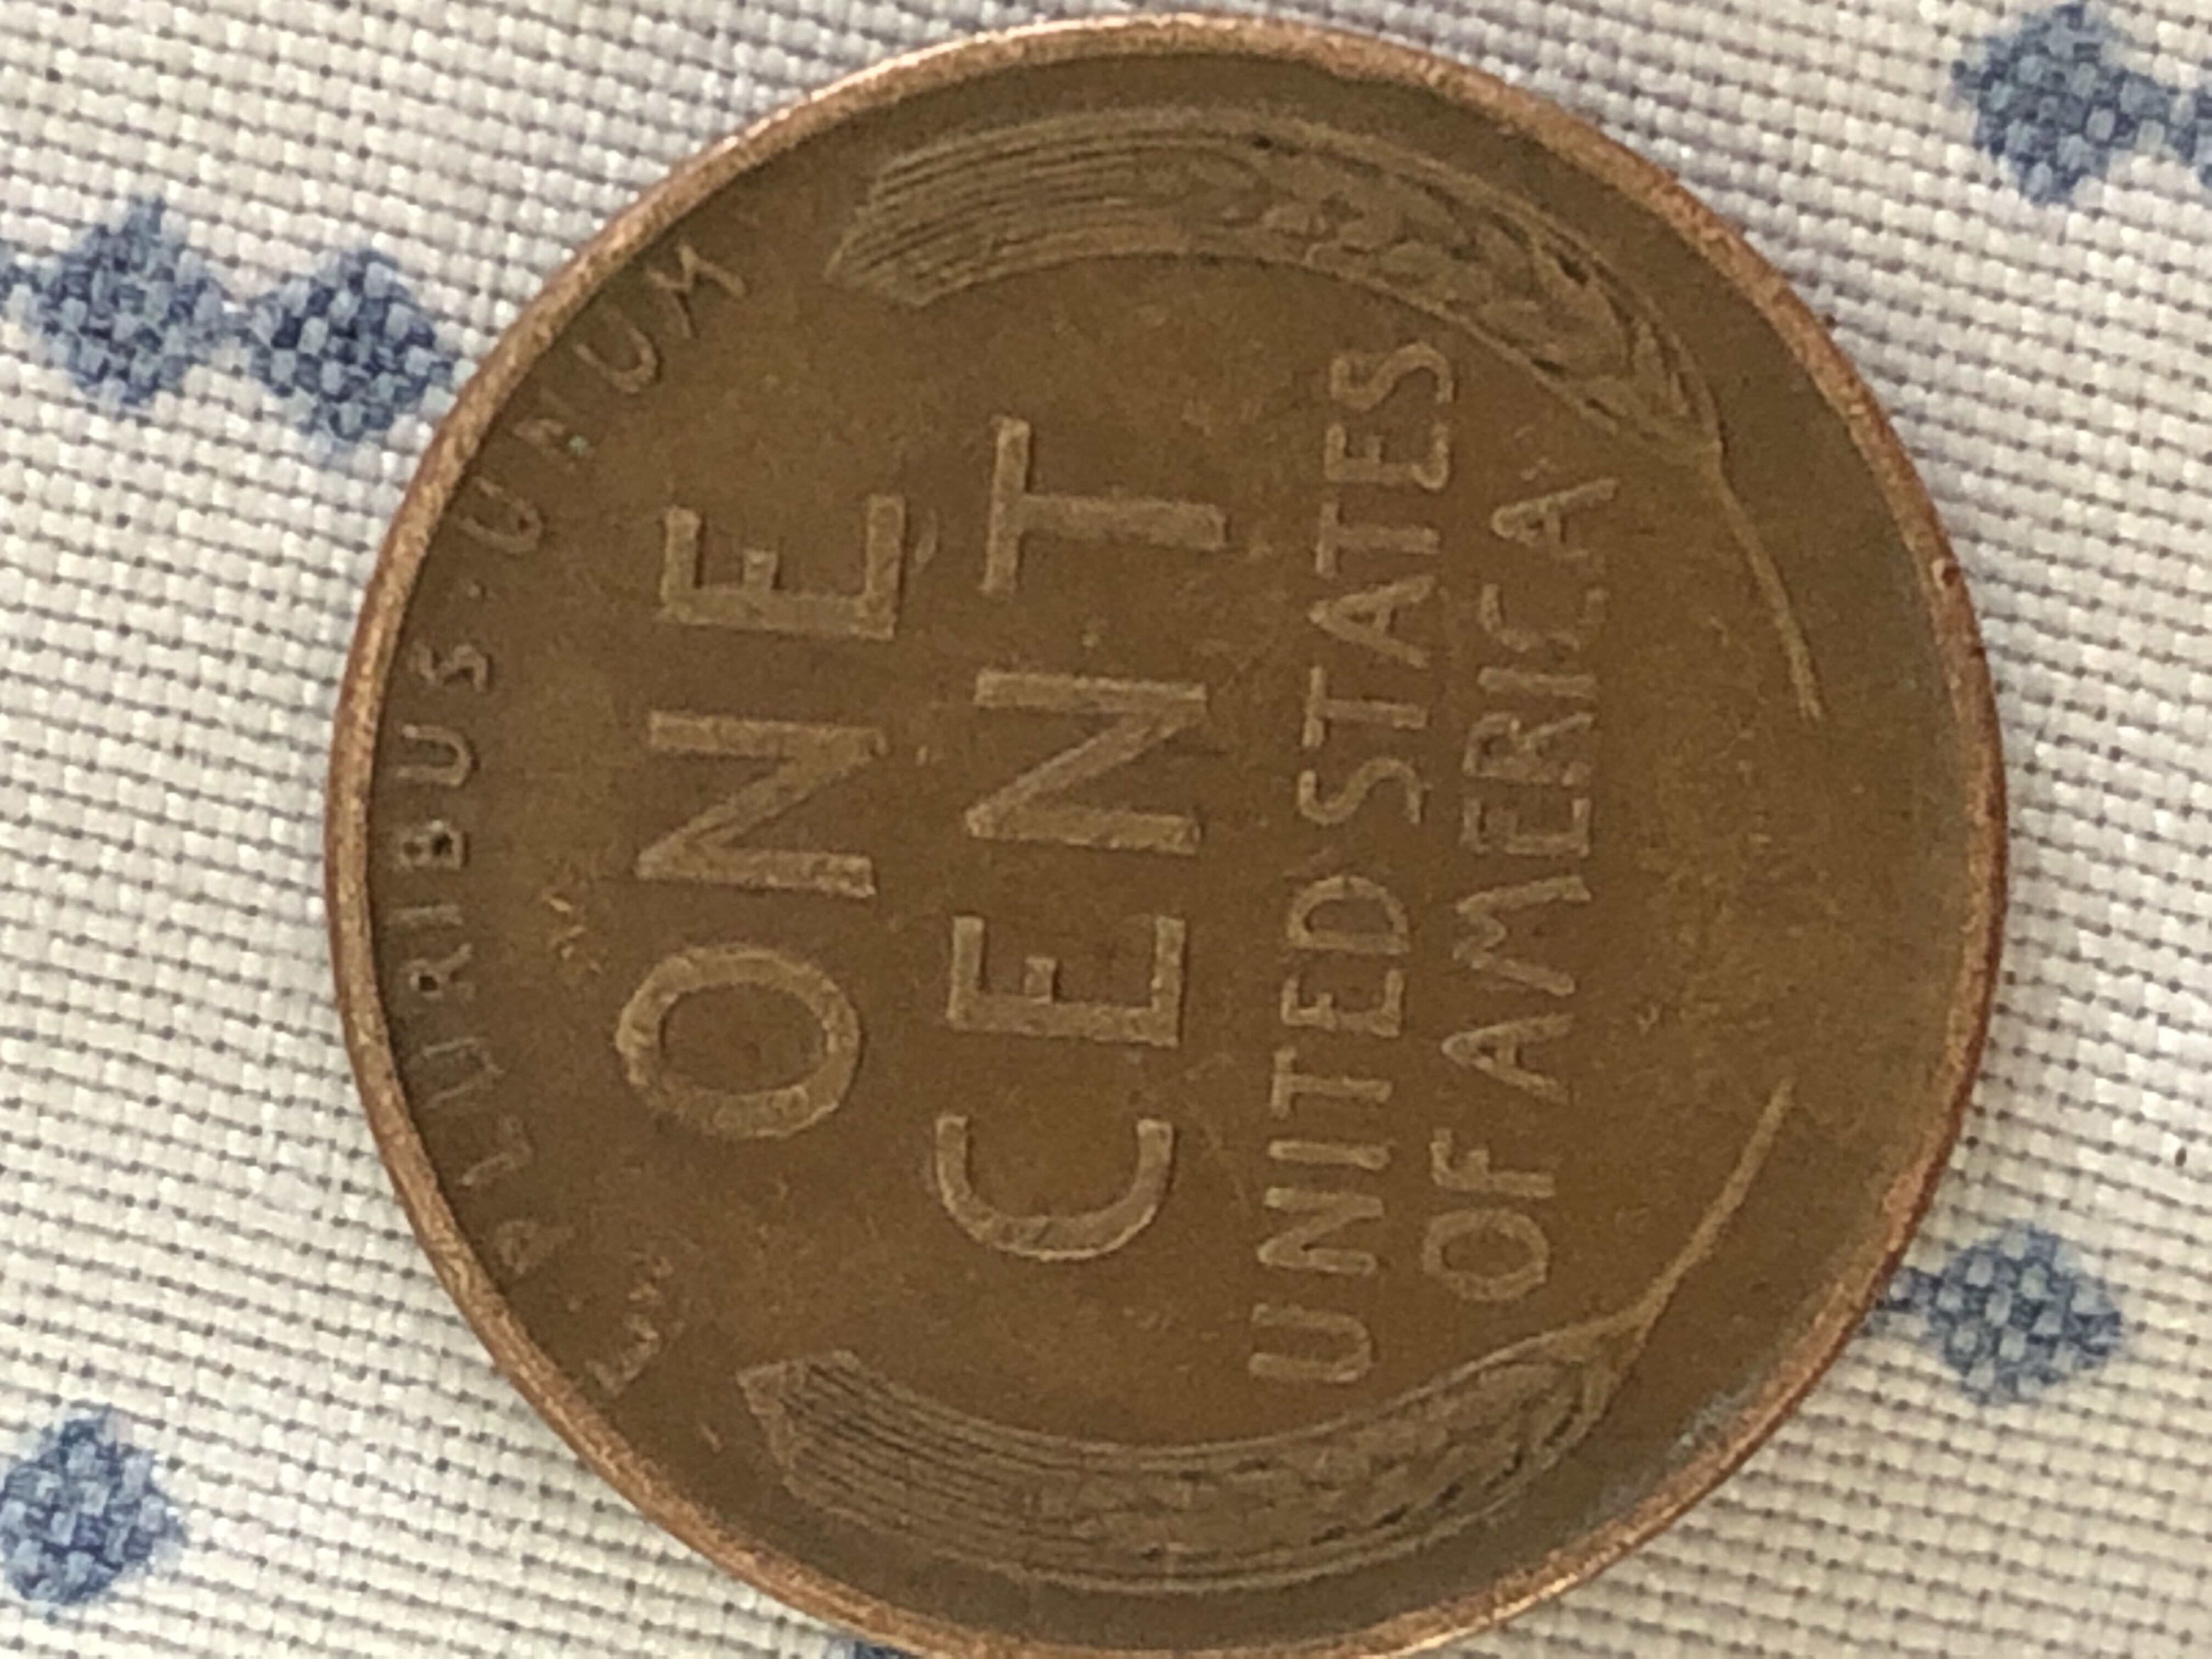 E · PLURIBUS · UNUM
ONE
CENT
UNITED STATES
OF AMERICA